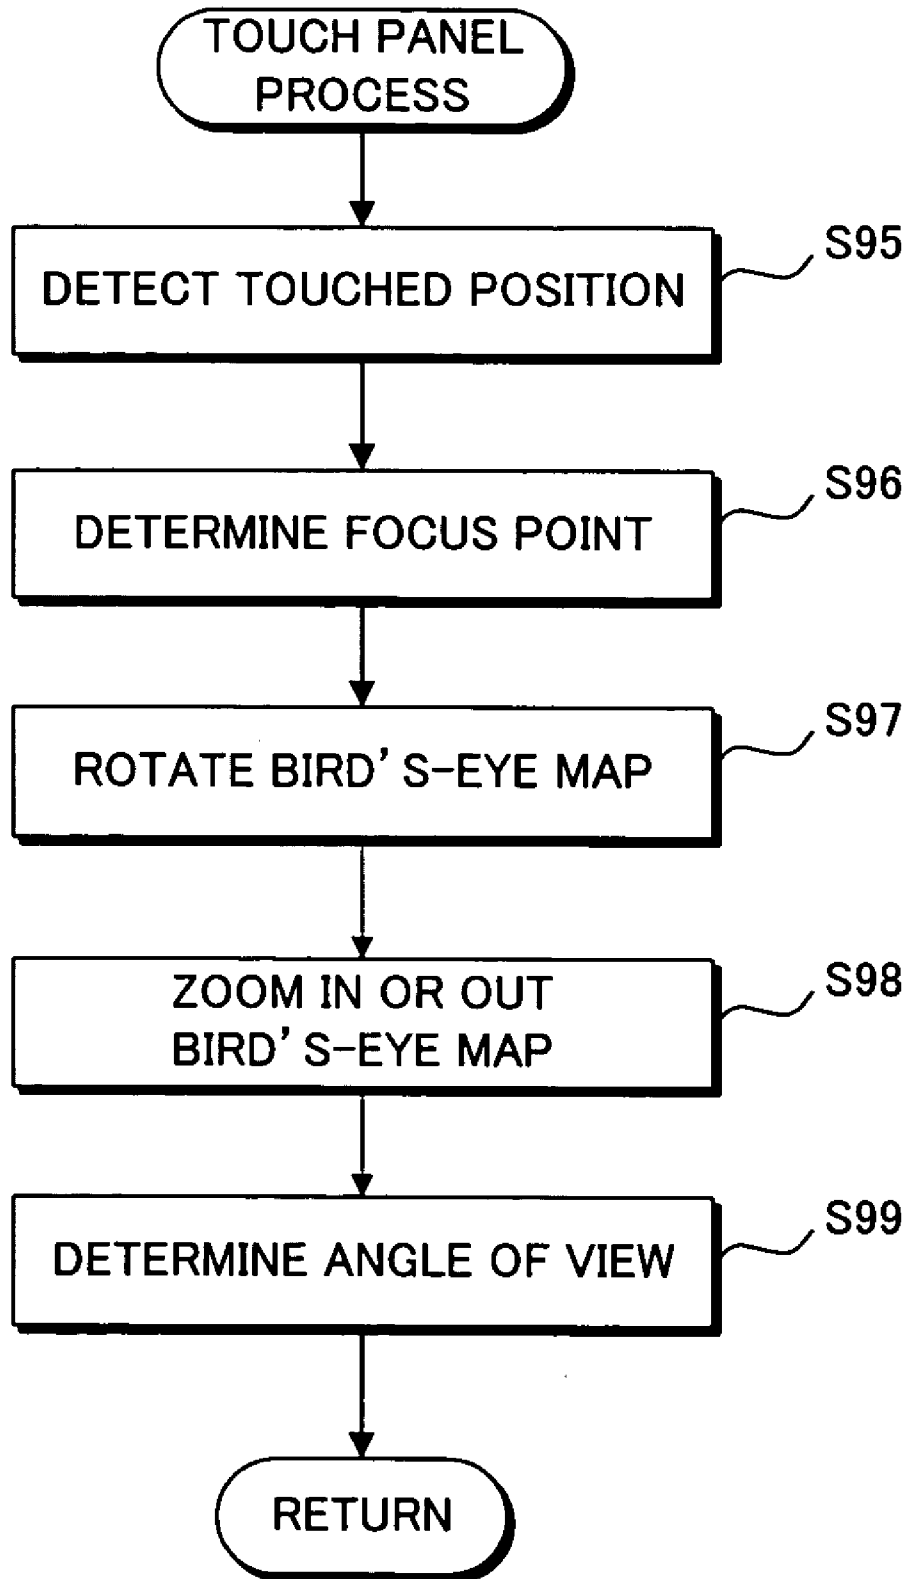 TOUCH PANEL
PROCESS
S95
DETECT TOUCHED POSITION
S96
DETERMINE FOCUS POINT
S97
ROTATE BIRD'S-EYE MAP
S98
ZOOM IN OR OUT
BIRD'S-EYE MAP
S99
DETERMINE ANGLE OF VIEW
RETURN